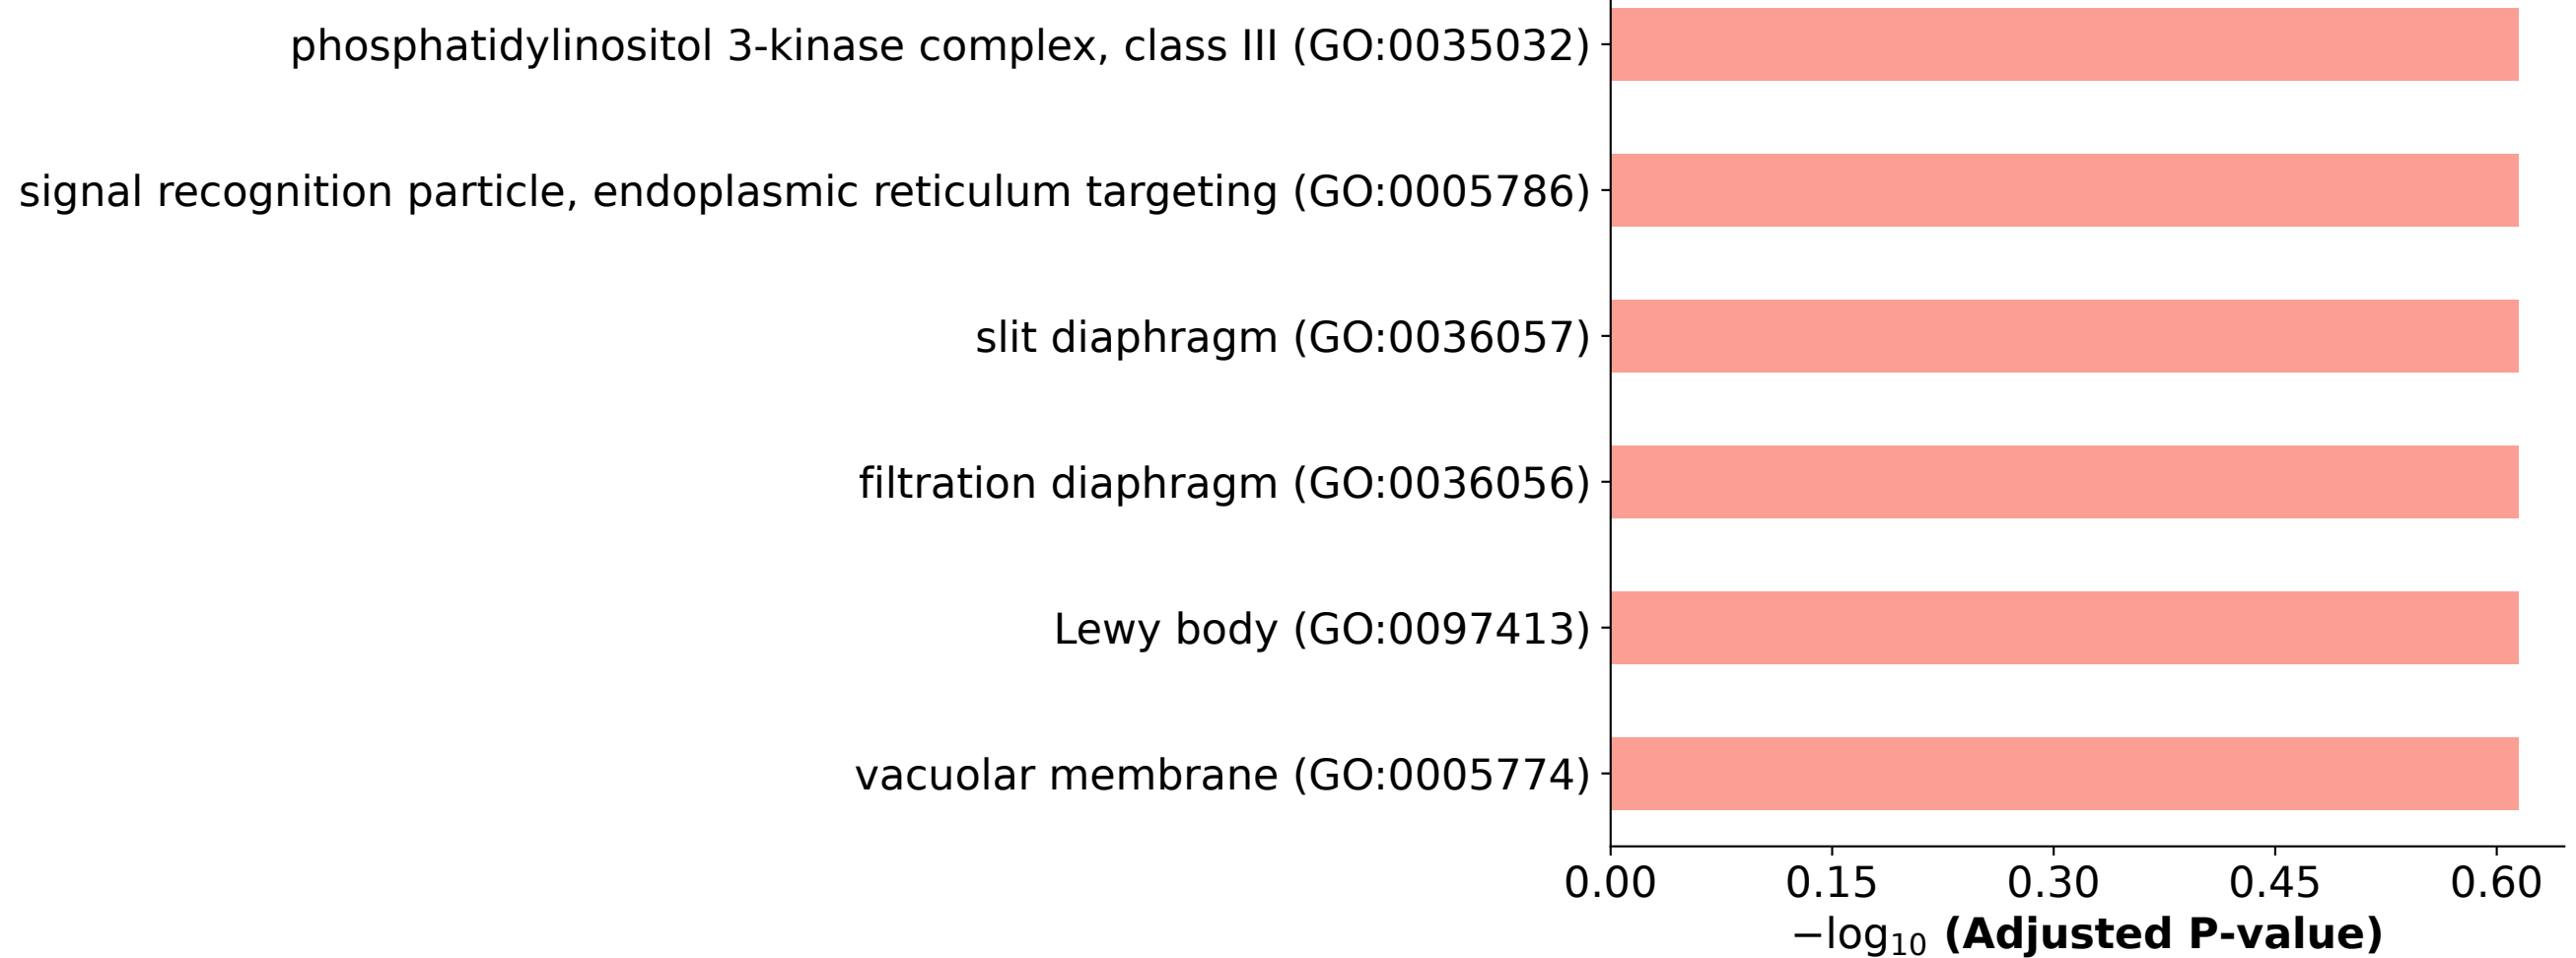 phosphatidylinositol 3-kinase complex, class III (GO:0035032)
signal recognition particle, endoplasmic reticulum targeting (GO:0005786)
slit diaphragm (GO:0036057)
filtration diaphragm (GO:0036056)
Lewy body (GO:0097413)
vacuolar membrane (GO:0005774)
0.00 0.15 0.30 0.45 0.60
−log₁₀ (Adjusted P-value)